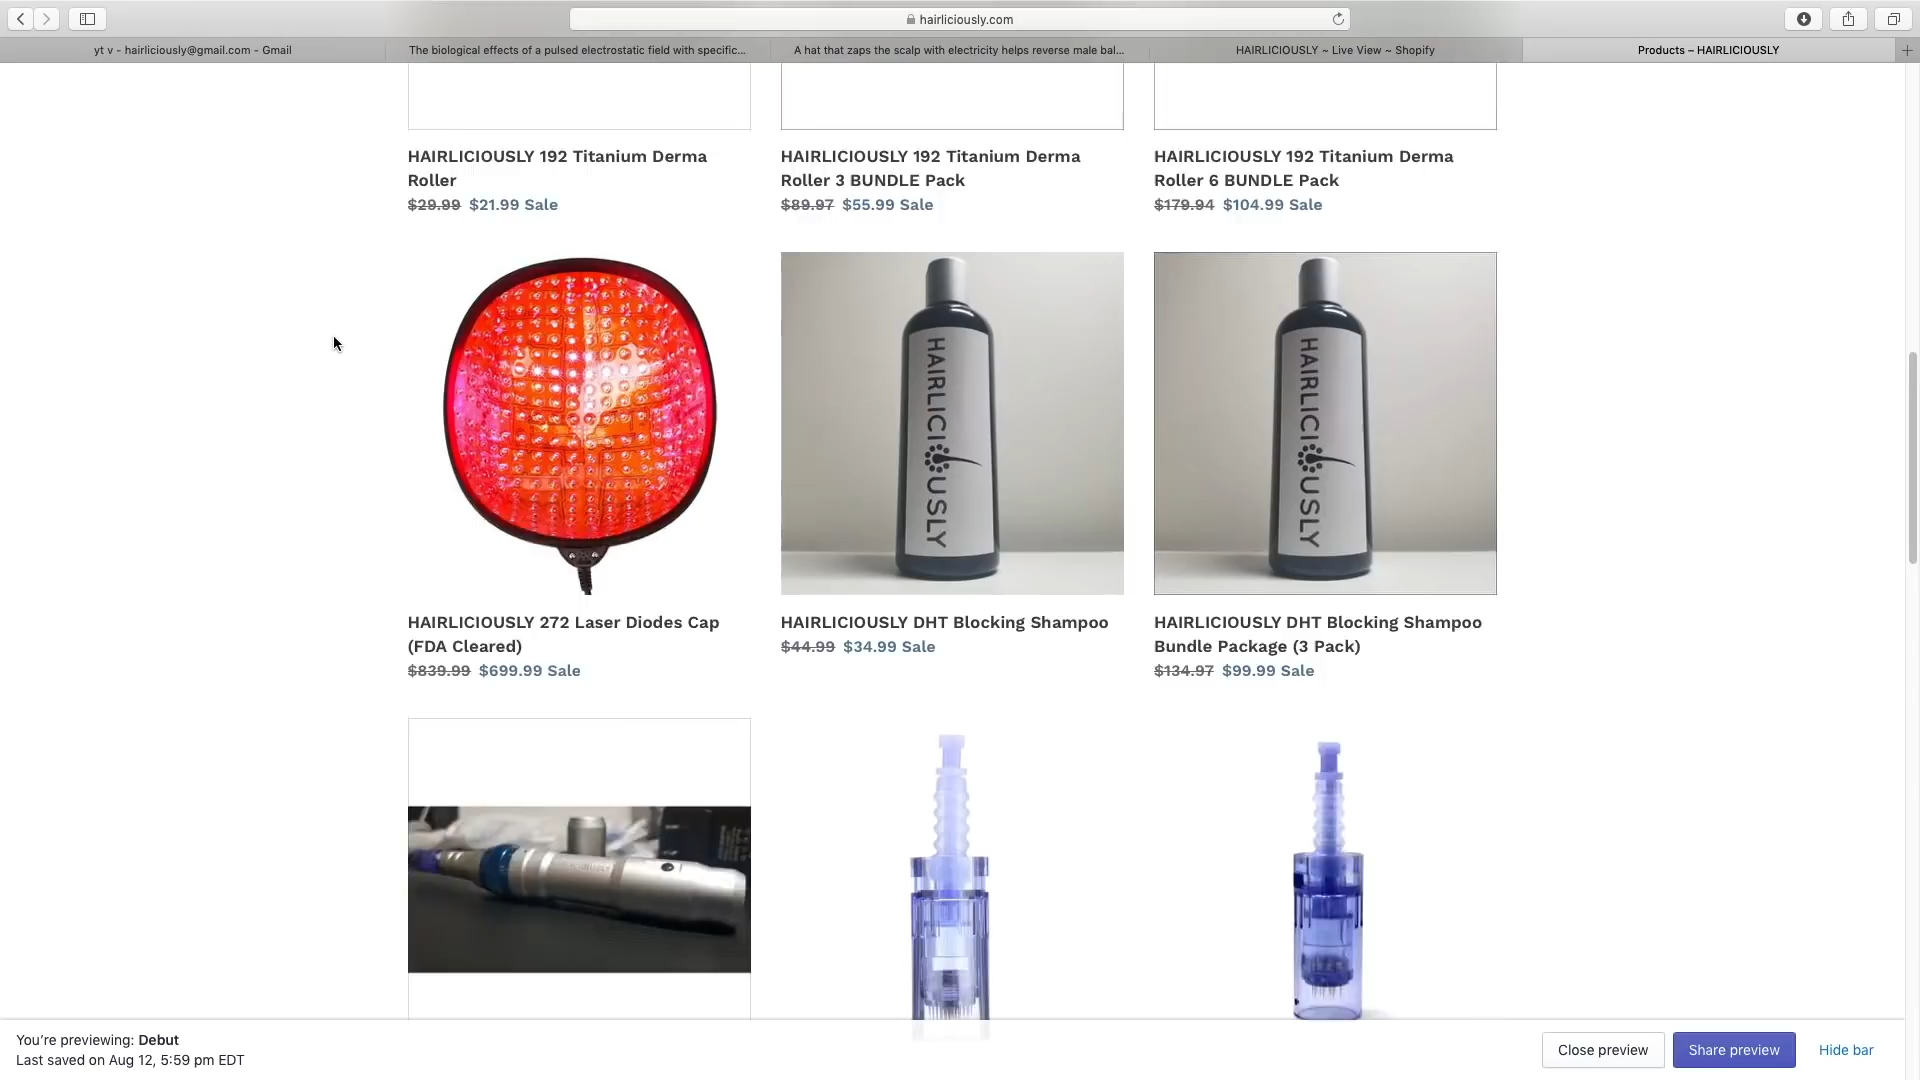 hairliciously.com
yt v - hairliciously@gmail.com - Gmail
The biological effects of a pulsed electrostatic field with specific...
A hat that zaps the scalp with electricity helps reverse male bal...
HAIRLICIOUSLY ~ Live View ~ Shopify
Products – HAIRLICIOUSLY
HAIRLICIOUSLY 192 Titanium Derma
Roller
$29.99 $21.99 Sale
HAIRLICIOUSLY 192 Titanium Derma
Roller 3 BUNDLE Pack
$89.97 $55.99 Sale
HAIRLICIOUSLY 192 Titanium Derma
Roller 6 BUNDLE Pack
$179.94 $104.99 Sale
HAIRLICIOUSLY
HAIRLICIOUSLY
HAIRLICIOUSLY 272 Laser Diodes Cap
(FDA Cleared)
$839.99 $699.99 Sale
HAIRLICIOUSLY DHT Blocking Shampoo
$44.99 $34.99 Sale
HAIRLICIOUSLY DHT Blocking Shampoo
Bundle Package (3 Pack)
$134.97 $99.99 Sale
You're previewing: Debut
Last saved on Aug 12, 5:59 pm EDT
Close preview
Share preview
Hide bar